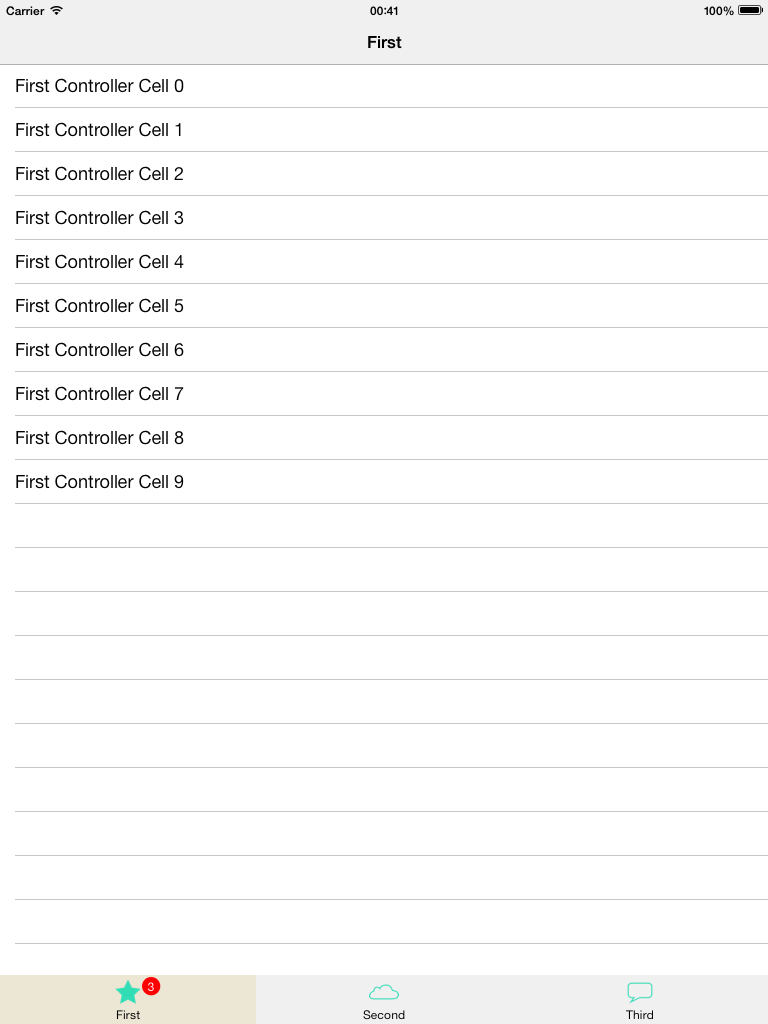 Carrier 00:41 100%
First
First Controller Cell 0
First Controller Cell 1
First Controller Cell 2
First Controller Cell 3
First Controller Cell 4
First Controller Cell 5
First Controller Cell 6
First Controller Cell 7
First Controller Cell 8
First Controller Cell 9
3
First Second Third